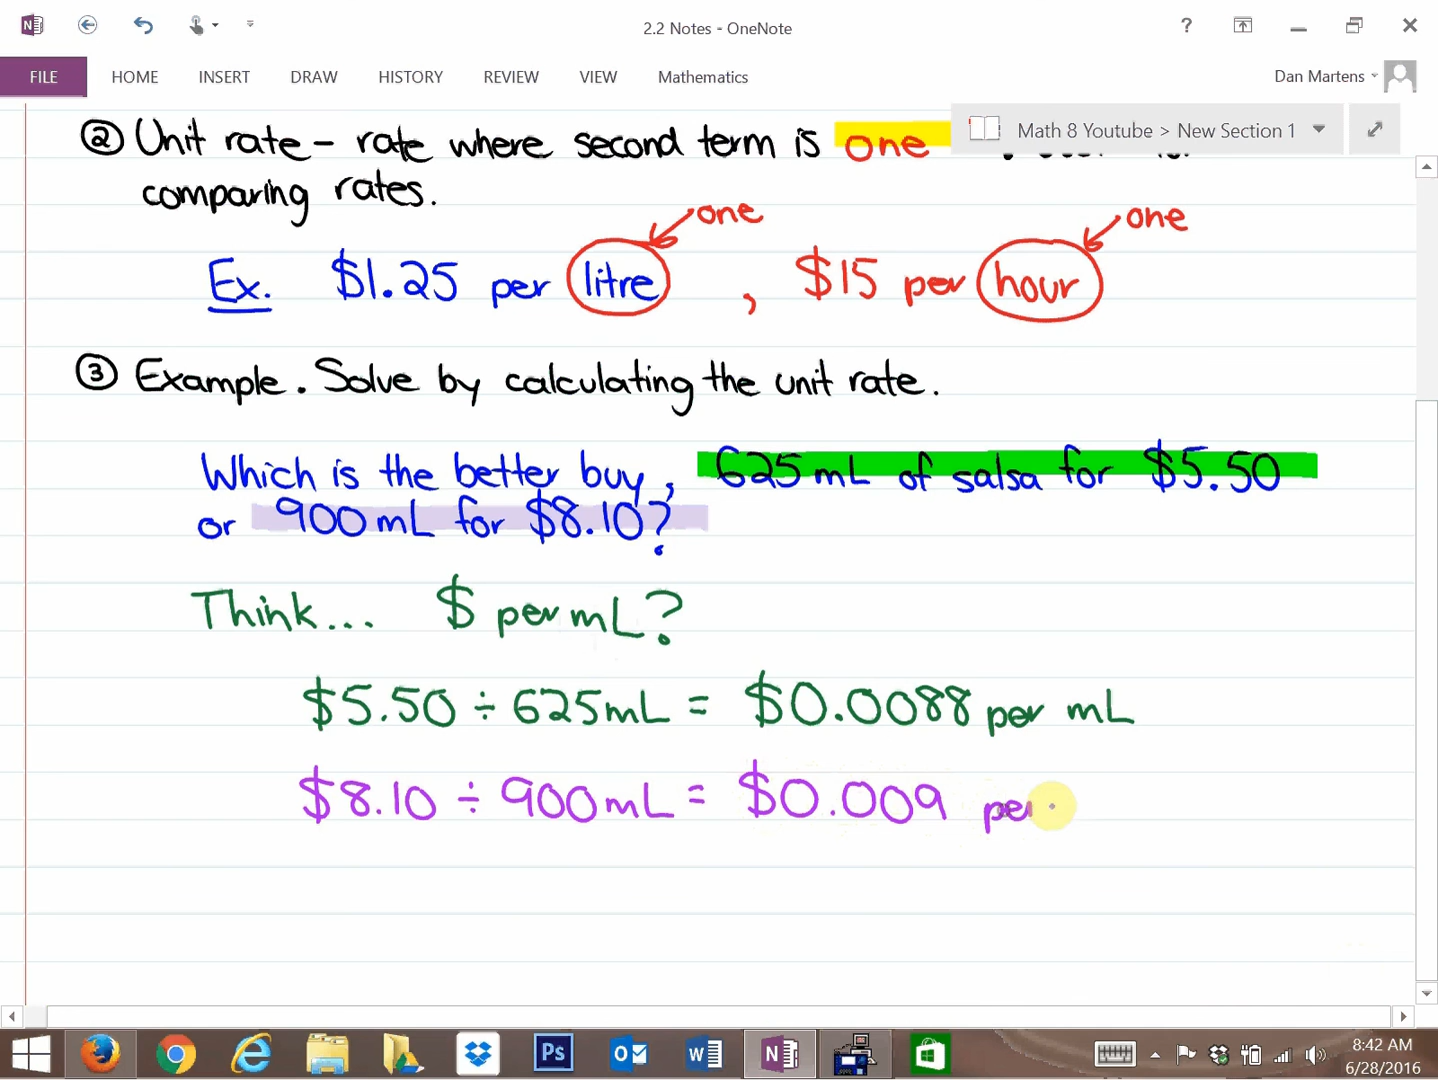 2.2 Notes - OneNote
?
FILE HOME INSERT DRAW HISTORY REVIEW VIEW Mathematics
Dan Martens
Math 8 Youtube > New Section 1
② Unit rate - rate where second term is one
comparing rates.
one
one
Ex. $1.25 per litre , $15 per hour
③ Example. Solve by calculating the unit rate.
Which is the better buy, 625 mL of salsa for $5.50
or 900 mL for $8.10?
Think... $ per mL?
$5.50 ÷ 625mL = $0.0088 per mL
$8.10 ÷ 900mL = $0.009 per
Ps
8:42 AM
6/28/2016